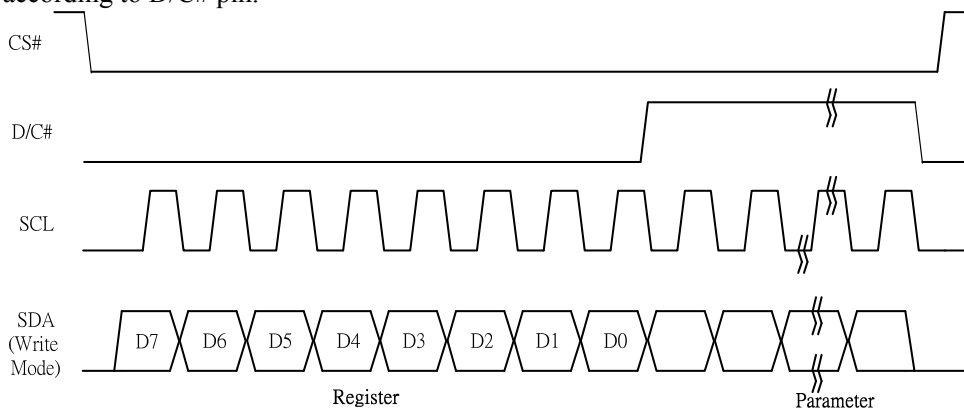 according to D/C# pin.
CS#
D/C#
SCL
SDA
(Write
Mode)
D7 D6 D5 D4 D3 D2 D1 D0
Register
Parameter